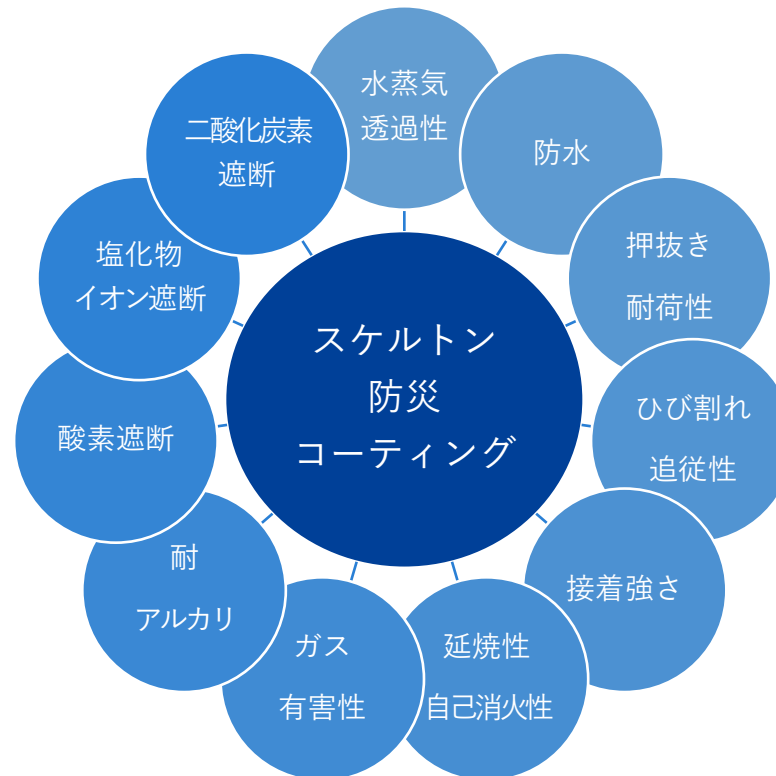 水蒸気
透過性
防水
押抜き
耐荷性
ひび割れ
追従性
接着強さ
延焼性
自己消火性
ガス
有害性
耐
アルカリ
酸素遮断
塩化物
イオン遮断
二酸化炭素
遮断
スケルトン
防災
コーティング